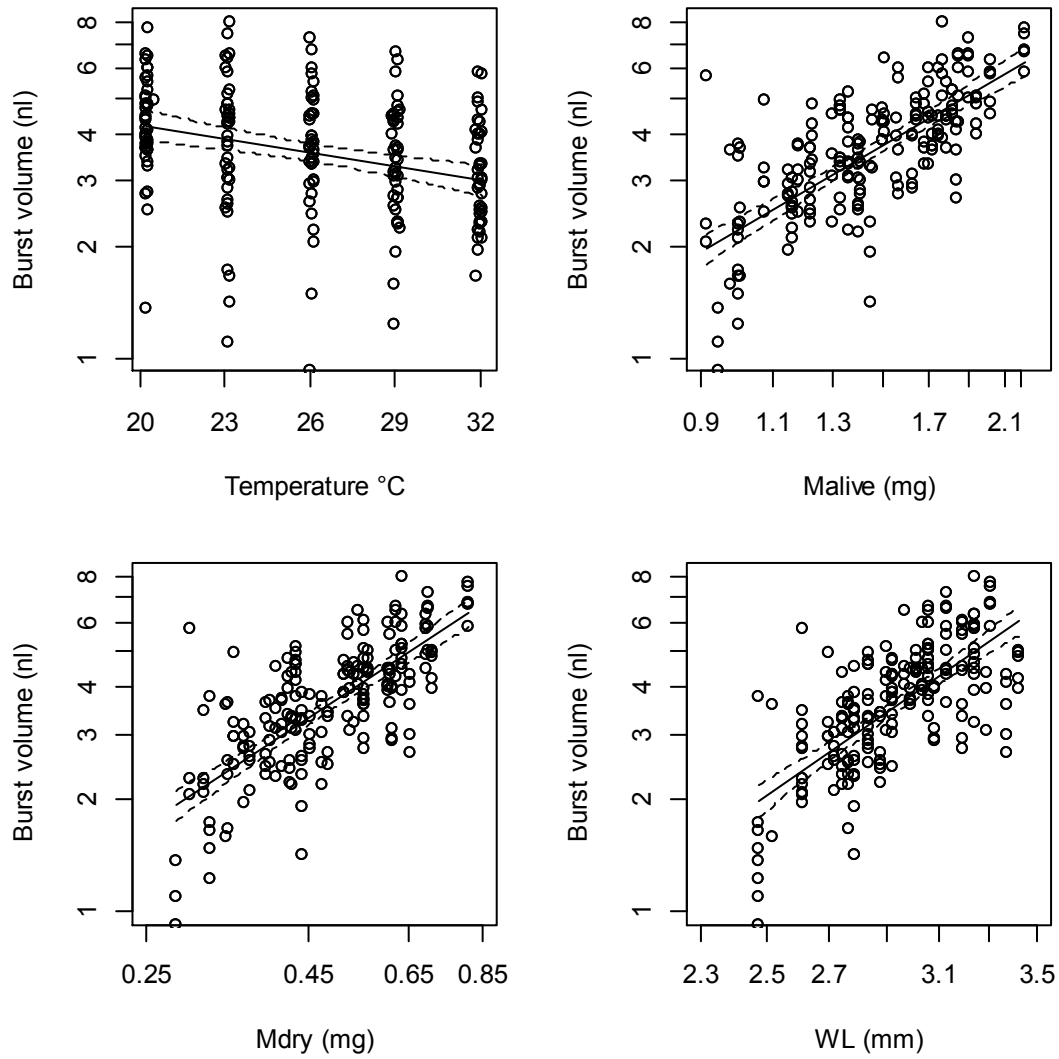 Burst volume (nl)
8
6
4
3
2
1
20 23 26 29 32
Temperature °C
Burst volume (nl)
8
6
4
3
2
1
0.9 1.1 1.3 1.7 2.1
Malive (mg)
Burst volume (nl)
8
6
4
3
2
1
0.25 0.45 0.65 0.85
Mdry (mg)
Burst volume (nl)
8
6
4
3
2
1
2.3 2.5 2.7 3.1 3.5
WL (mm)